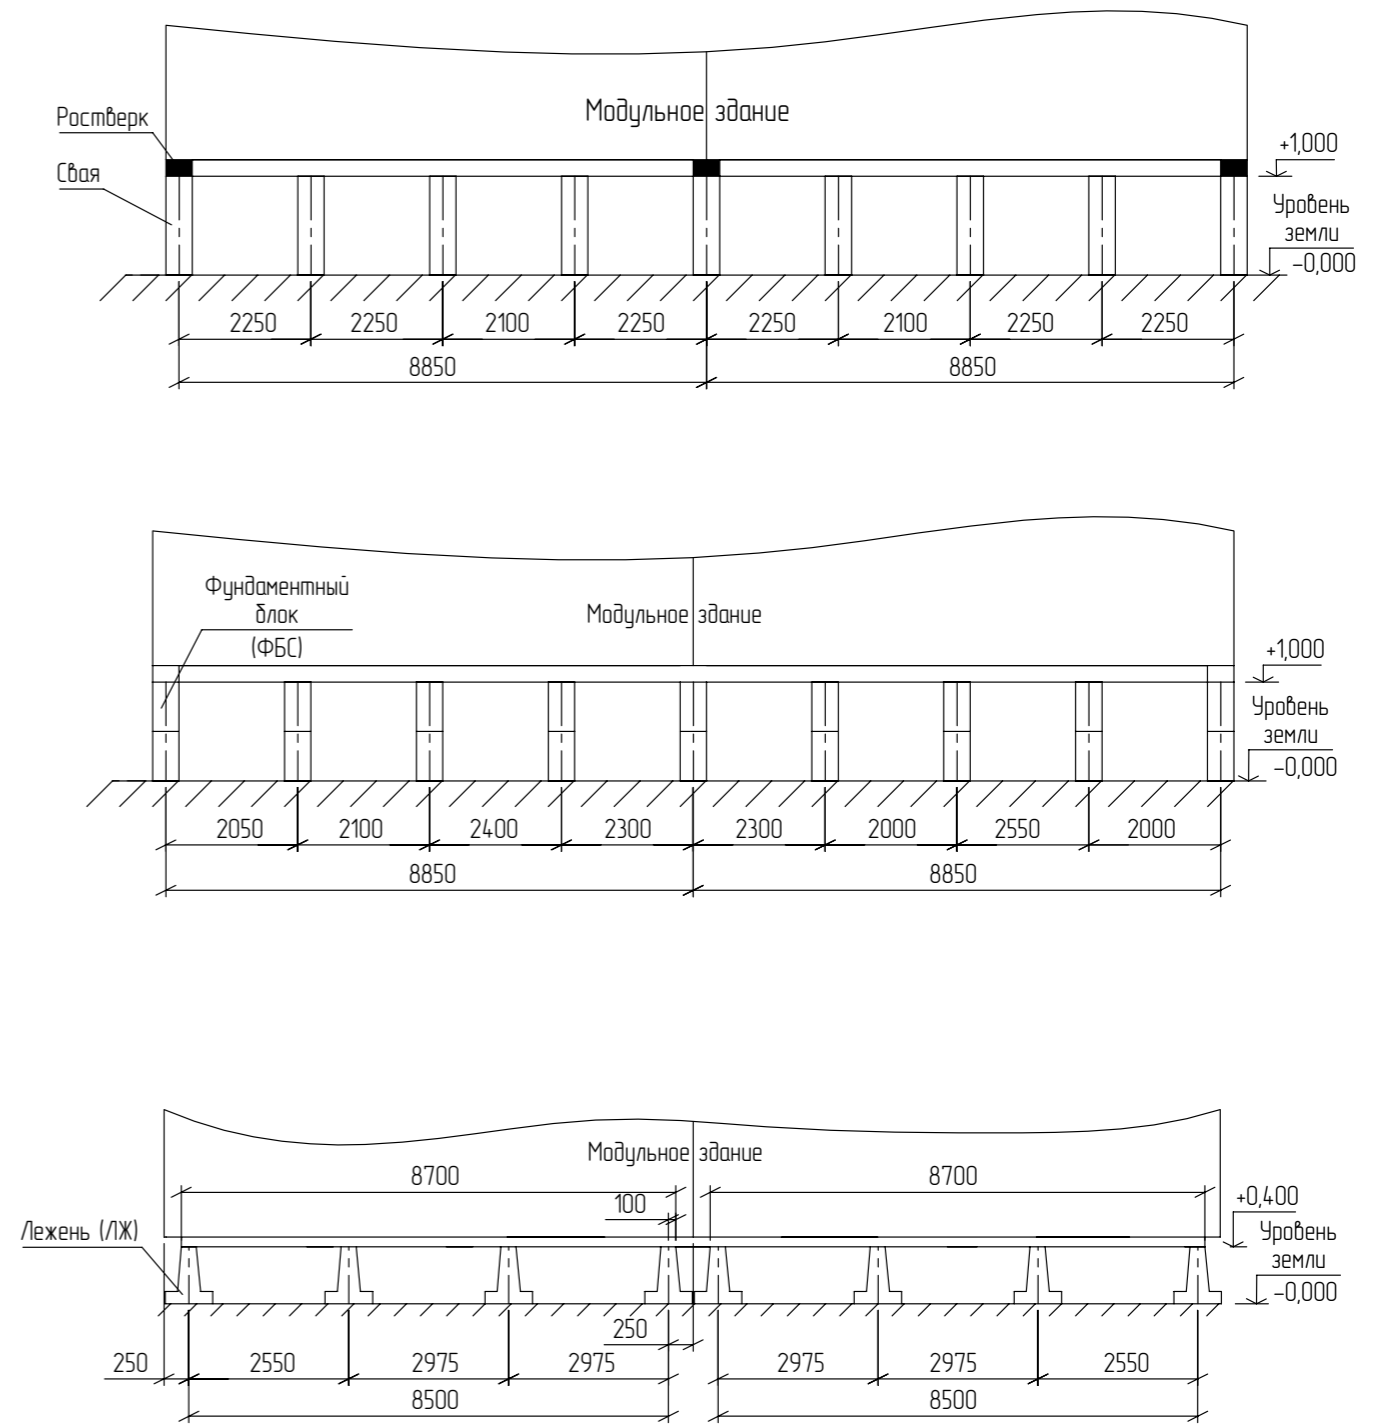 Модульное здание
Ростверк
+1,000
Свая
Уровень
земли
-0,000
2250 2250 2100 2250 2250 2100 2250 2250
8850 8850
Фундаментный
блок
(ФБС)
Модульное здание
+1,000
Уровень
земли
-0,000
2050 2100 2400 2300 2300 2000 2550 2000
8850 8850
Модульное здание
8700 8700
100
+0,400
Лежень (ЛЖ)
Уровень
земли
-0,000
250
250 2550 2975 2975 2975 2975 2550
8500 8500